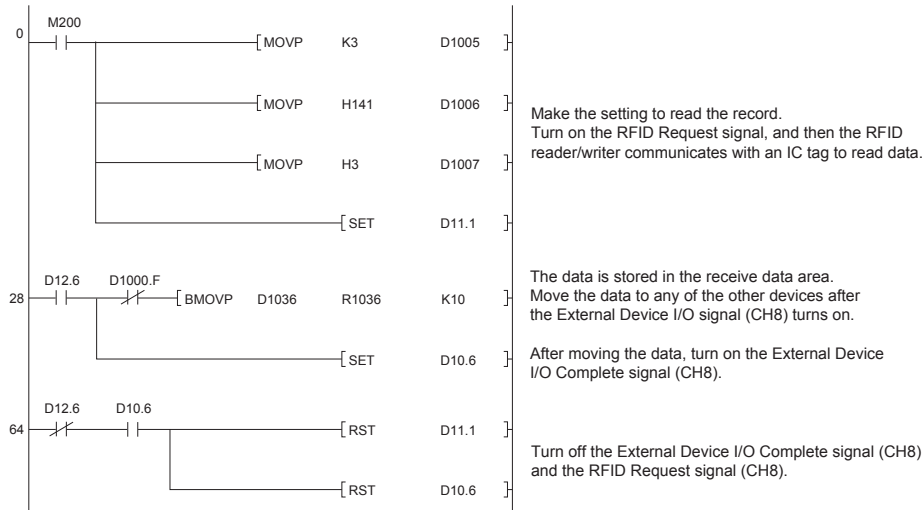 M200
0
MOVP K3 D1005
MOVP H141 D1006
Make the setting to read the record.
Turn on the RFID Request signal, and then the RFID
reader/writer communicates with an IC tag to read data.
MOVP H3 D1007
SET D11.1
D12.6 D1000.F
28 BMOVP D1036 R1036 K10
The data is stored in the receive data area.
Move the data to any of the other devices after
the External Device I/O signal (CH8) turns on.
SET D10.6
After moving the data, turn on the External Device
I/O Complete signal (CH8).
D12.6 D10.6
64 RST D11.1
Turn off the External Device I/O Complete signal (CH8)
and the RFID Request signal (CH8).
RST D10.6